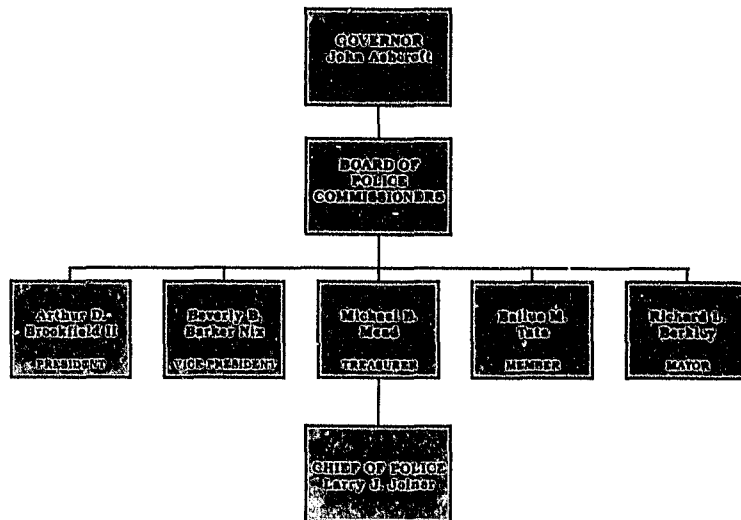 GOVERNOR
John Ashcroft
BOARD OF
POLICE
COMMISSIONERS
Arthur D.
Brookfield II
PRESIDENT
Beverly B.
Barker Nix
VICE-PRESIDENT
Michael
Mead
TREASURER
M.
Tate
MEMBER
Richard L.
Berkley
MAYOR
CHIEF OF POLICE
Larry J. Joiner